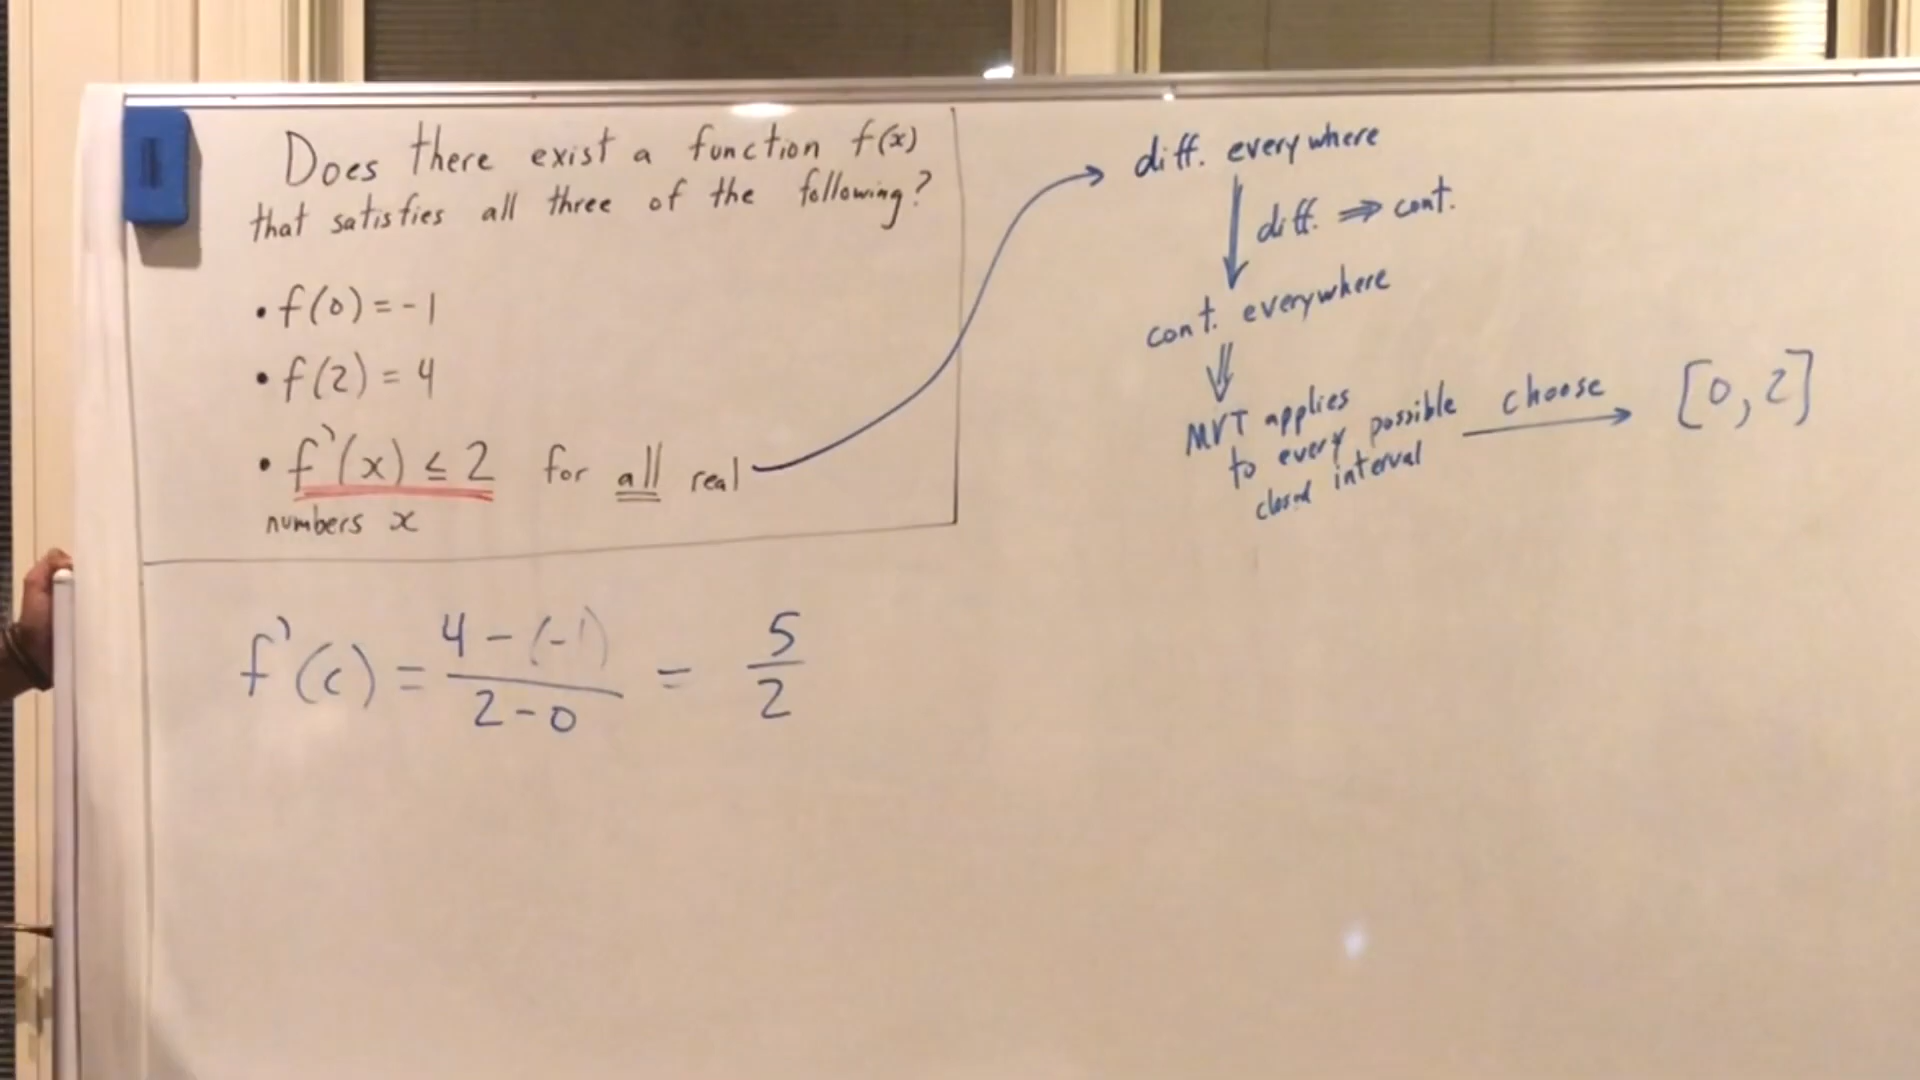 Does there exist a function f(x)
that satisfies all three of the following?
• f(0) = -1
• f(2) = 4
• f'(x) ≤ 2 for all real
numbers x
diff. everywhere
diff. ⇒ cont.
cont. everywhere
MVT applies
to every possible
closed interval
choose
[0, 2]
f'(c) = \frac{4 - (-1)}{2 - 0} = \frac{5}{2}